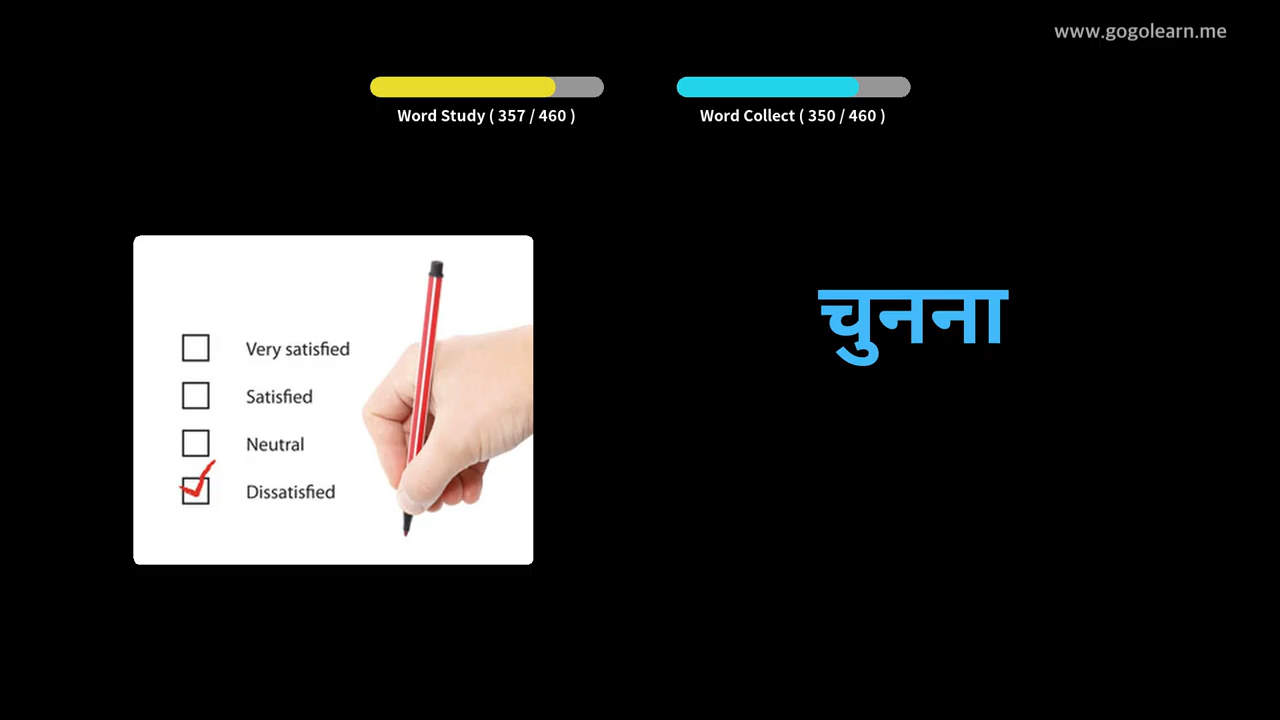 www.gogolearn.me
Word Study ( 357 / 460 )
Word Collect ( 350 / 460 )
Very satisfied
Satisfied
Neutral
Dissatisfied
चुनना